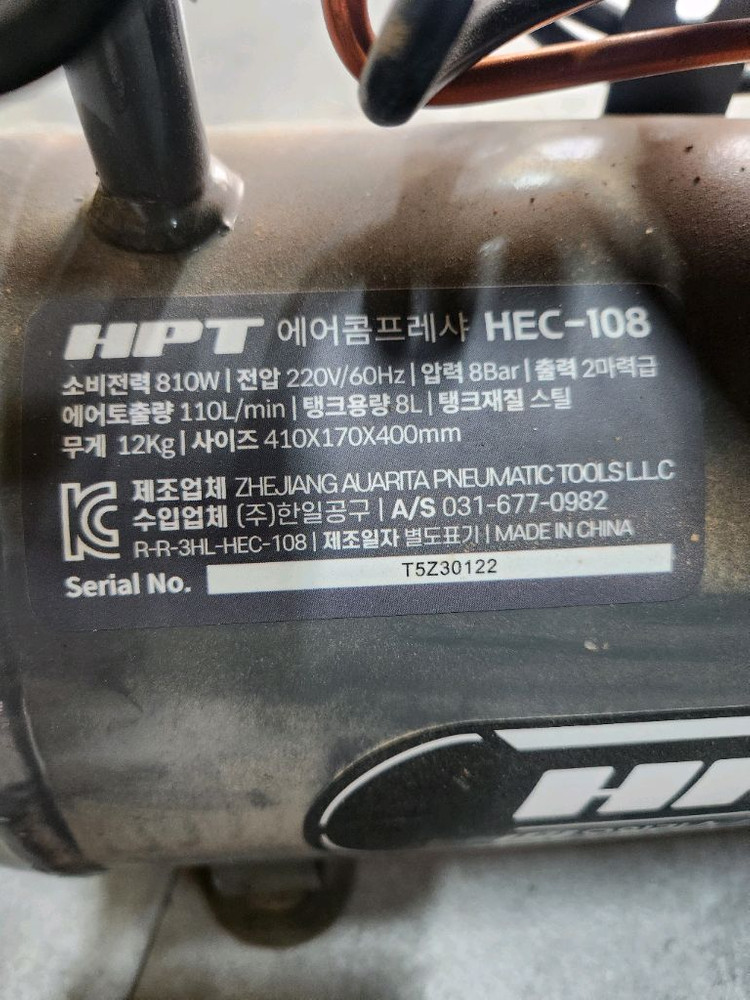 HPT 에어콤프레샤 HEC-108
소비전력 810W | 전압 220V/60Hz | 압력 8Bar | 출력 2마력급
에어토출량 110L/min | 탱크용량 8L | 탱크재질 스틸
무게 12Kg | 사이즈 410X170X400mm
제조업체 ZHEJIANG AUARITA PNEUMATIC TOOLS L.L.C
수입업체 (주)한일공구 | A/S 031-677-0982
R-R-3HL-HEC-108 | 제조일자 별도표기 | MADE IN CHINA
Serial No. T5Z30122